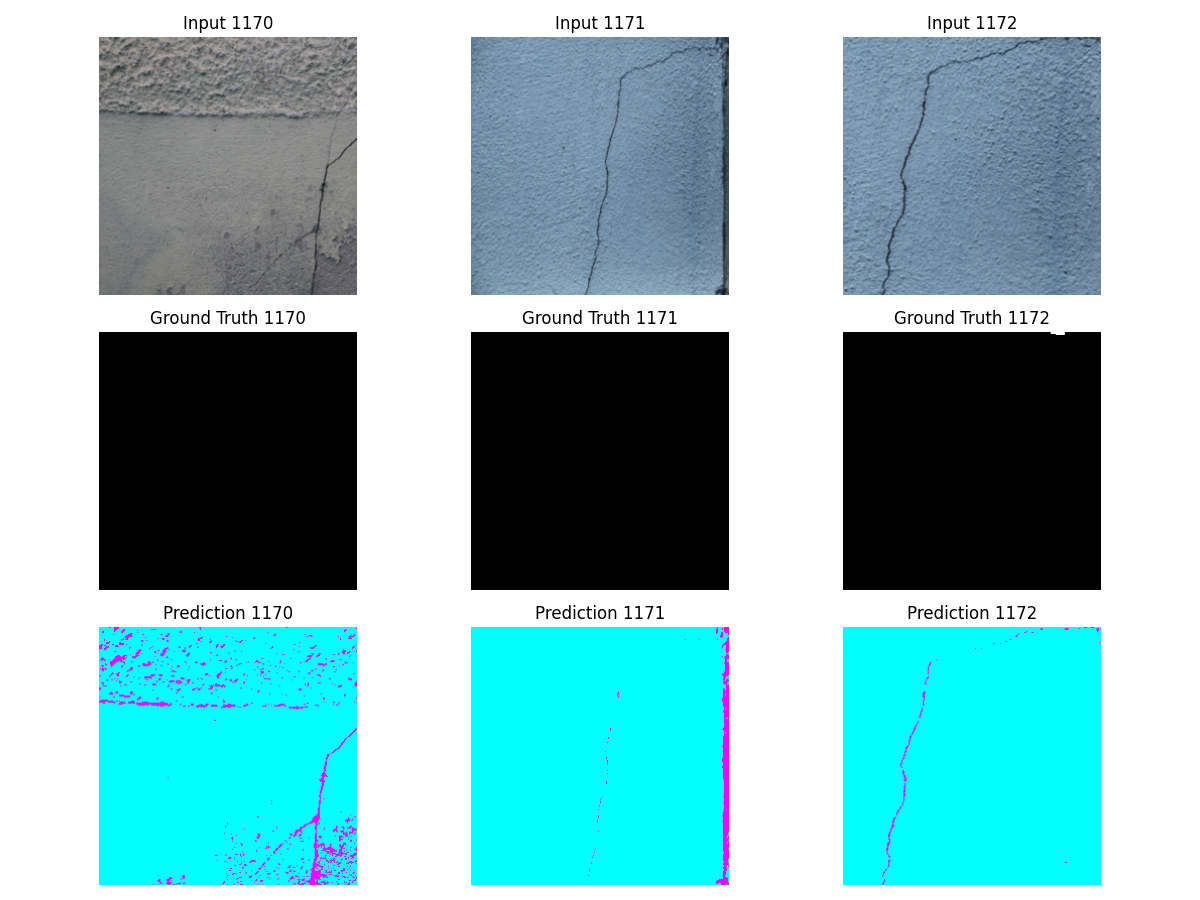 Input 1170
Input 1171
Input 1172
Ground Truth 1170
Ground Truth 1171
Ground Truth 1172
Prediction 1170
Prediction 1171
Prediction 1172